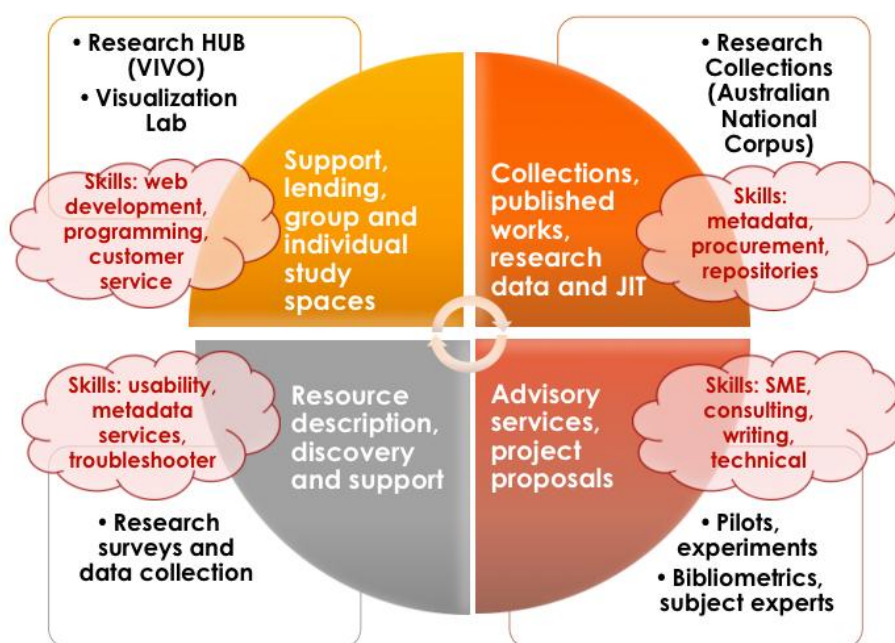 • Research HUB
(VIVO)
• Visualization
Lab
Skills: web
development,
programming,
customer
service
Support,
lending,
group and
individual
study
spaces
• Research
Collections
(Australian
National
Corpus)
Collections,
published
works,
research
data and JIT
Skills:
metadata,
procurement,
repositories
Skills: usability,
metadata
services,
troubleshooter
Resource
description,
discovery
and support
• Research
surveys and
data collection
Advisory
services,
project
proposals
Skills: SME,
consulting,
writing,
technical
• Pilots,
experiments
• Bibliometrics,
subject experts